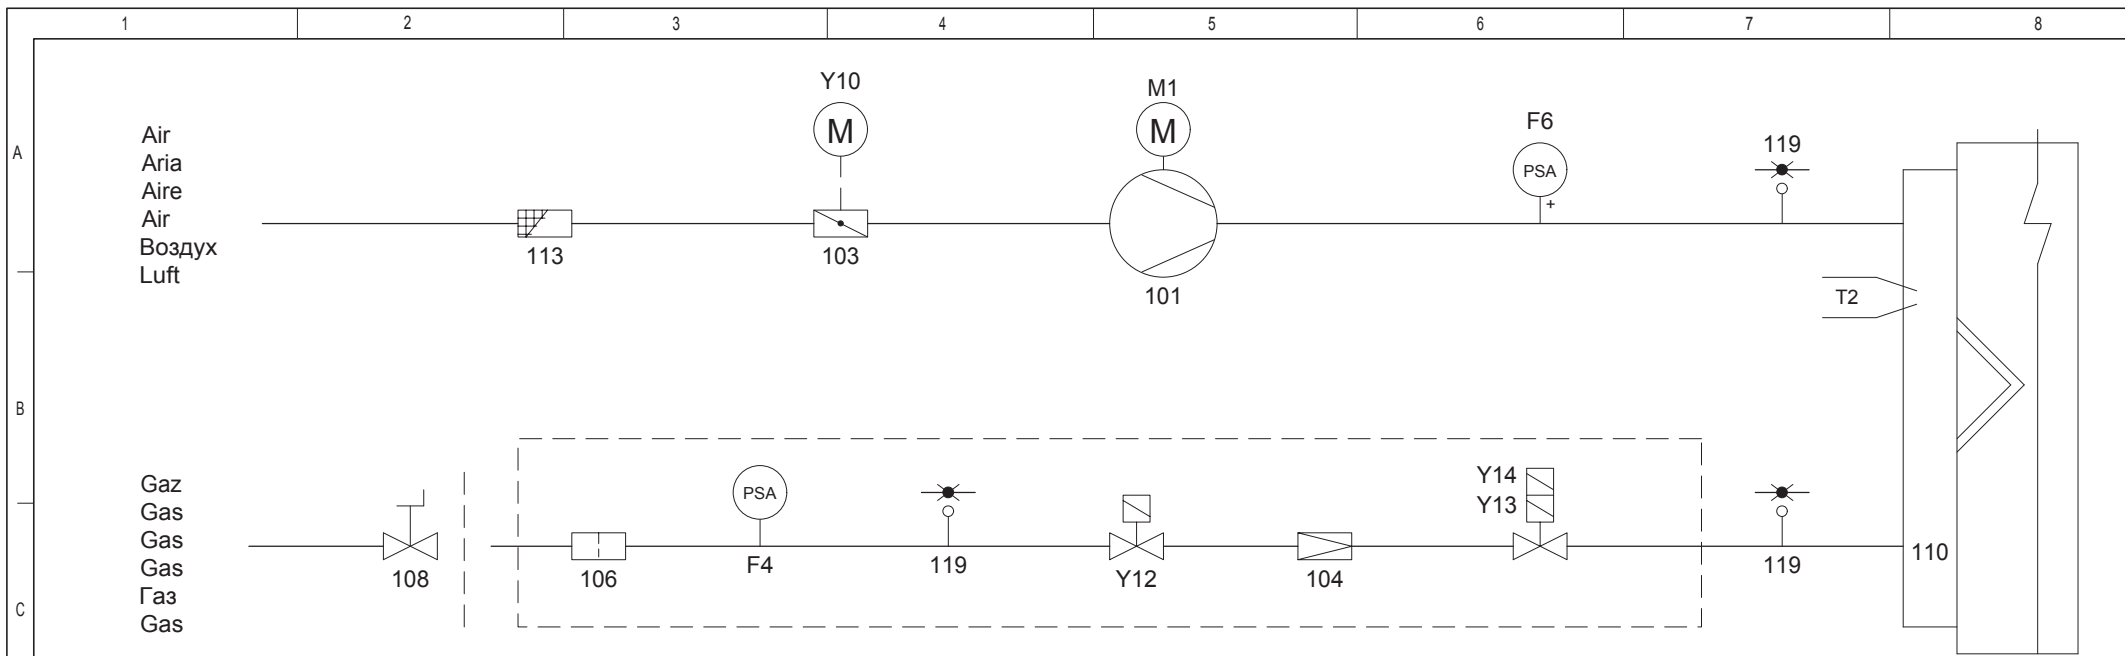 1 2 3 4 5 6 7 8
A
B
C
Air
Aria
Aire
Air
Воздух
Luft
Y10
M
M1
M
F6
PSA
+
119
113
103
101
T2
Gaz
Gas
Gas
Gas
Газ
Gas
PSA
Y14
Y13
108
106
F4
119
Y12
104
119
110